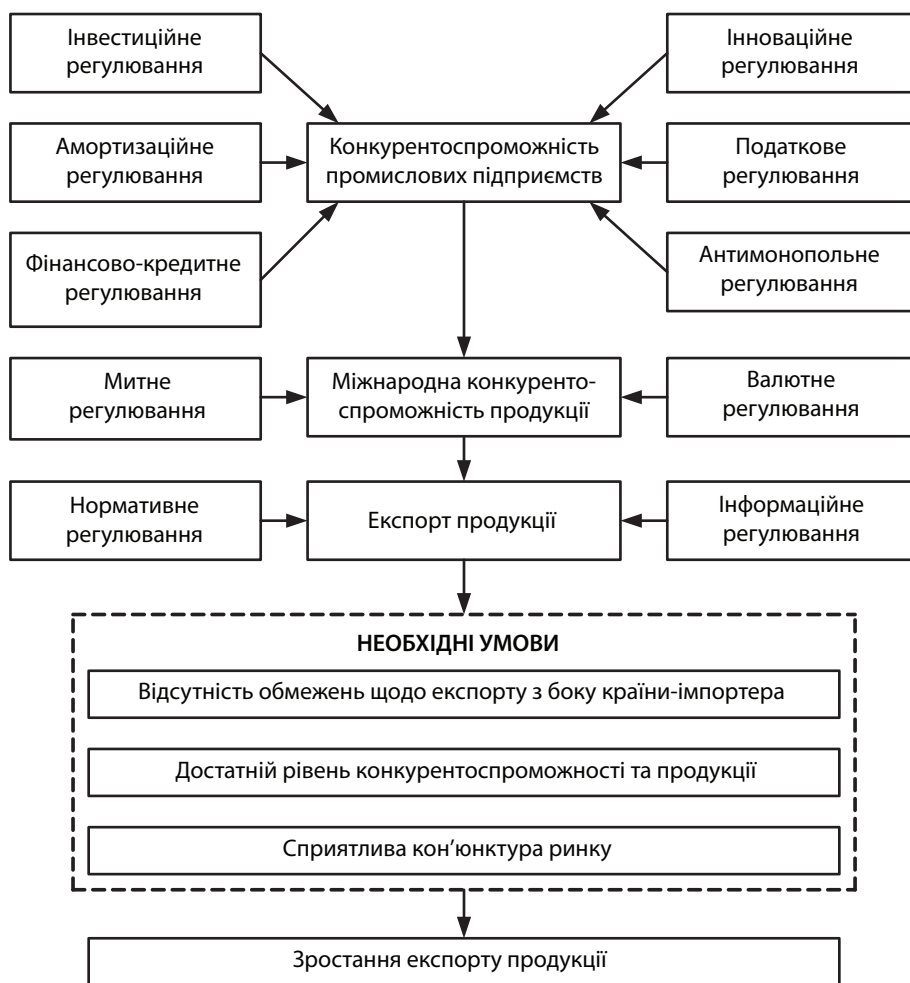 Інвестиційне
регулювання
Інноваційне
регулювання
Амортизаційне
регулювання
Конкурентоспроможність
промислових підприємств
Податкове
регулювання
Фінансово-кредитне
регулювання
Антимонопольне
регулювання
Митне
регулювання
Міжнародна конкуренто-
спроможність продукції
Валютне
регулювання
Нормативне
регулювання
Експорт продукції
Інформаційне
регулювання
НЕОБХІДНІ УМОВИ
Відсутність обмежень щодо експорту з боку країни-імпортера
Достатній рівень конкурентоспроможності та продукції
Сприятлива кон’юнктура ринку
Зростання експорту продукції